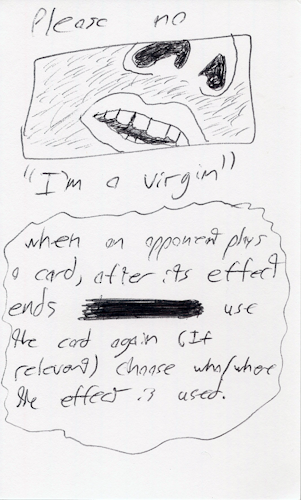 Please no
"I'm a virgin"
when an opponent plays
a card, after its effect
ends use
the card again (If
relevant) choose who/where
the effect is used.